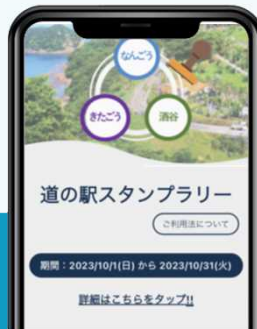 なんごう
きたごう
酒谷
道の駅スタンプラリー
ご利用法について
期間：2023/10/1(日) から 2023/10/31(火)
詳細はこちらをタップ!!